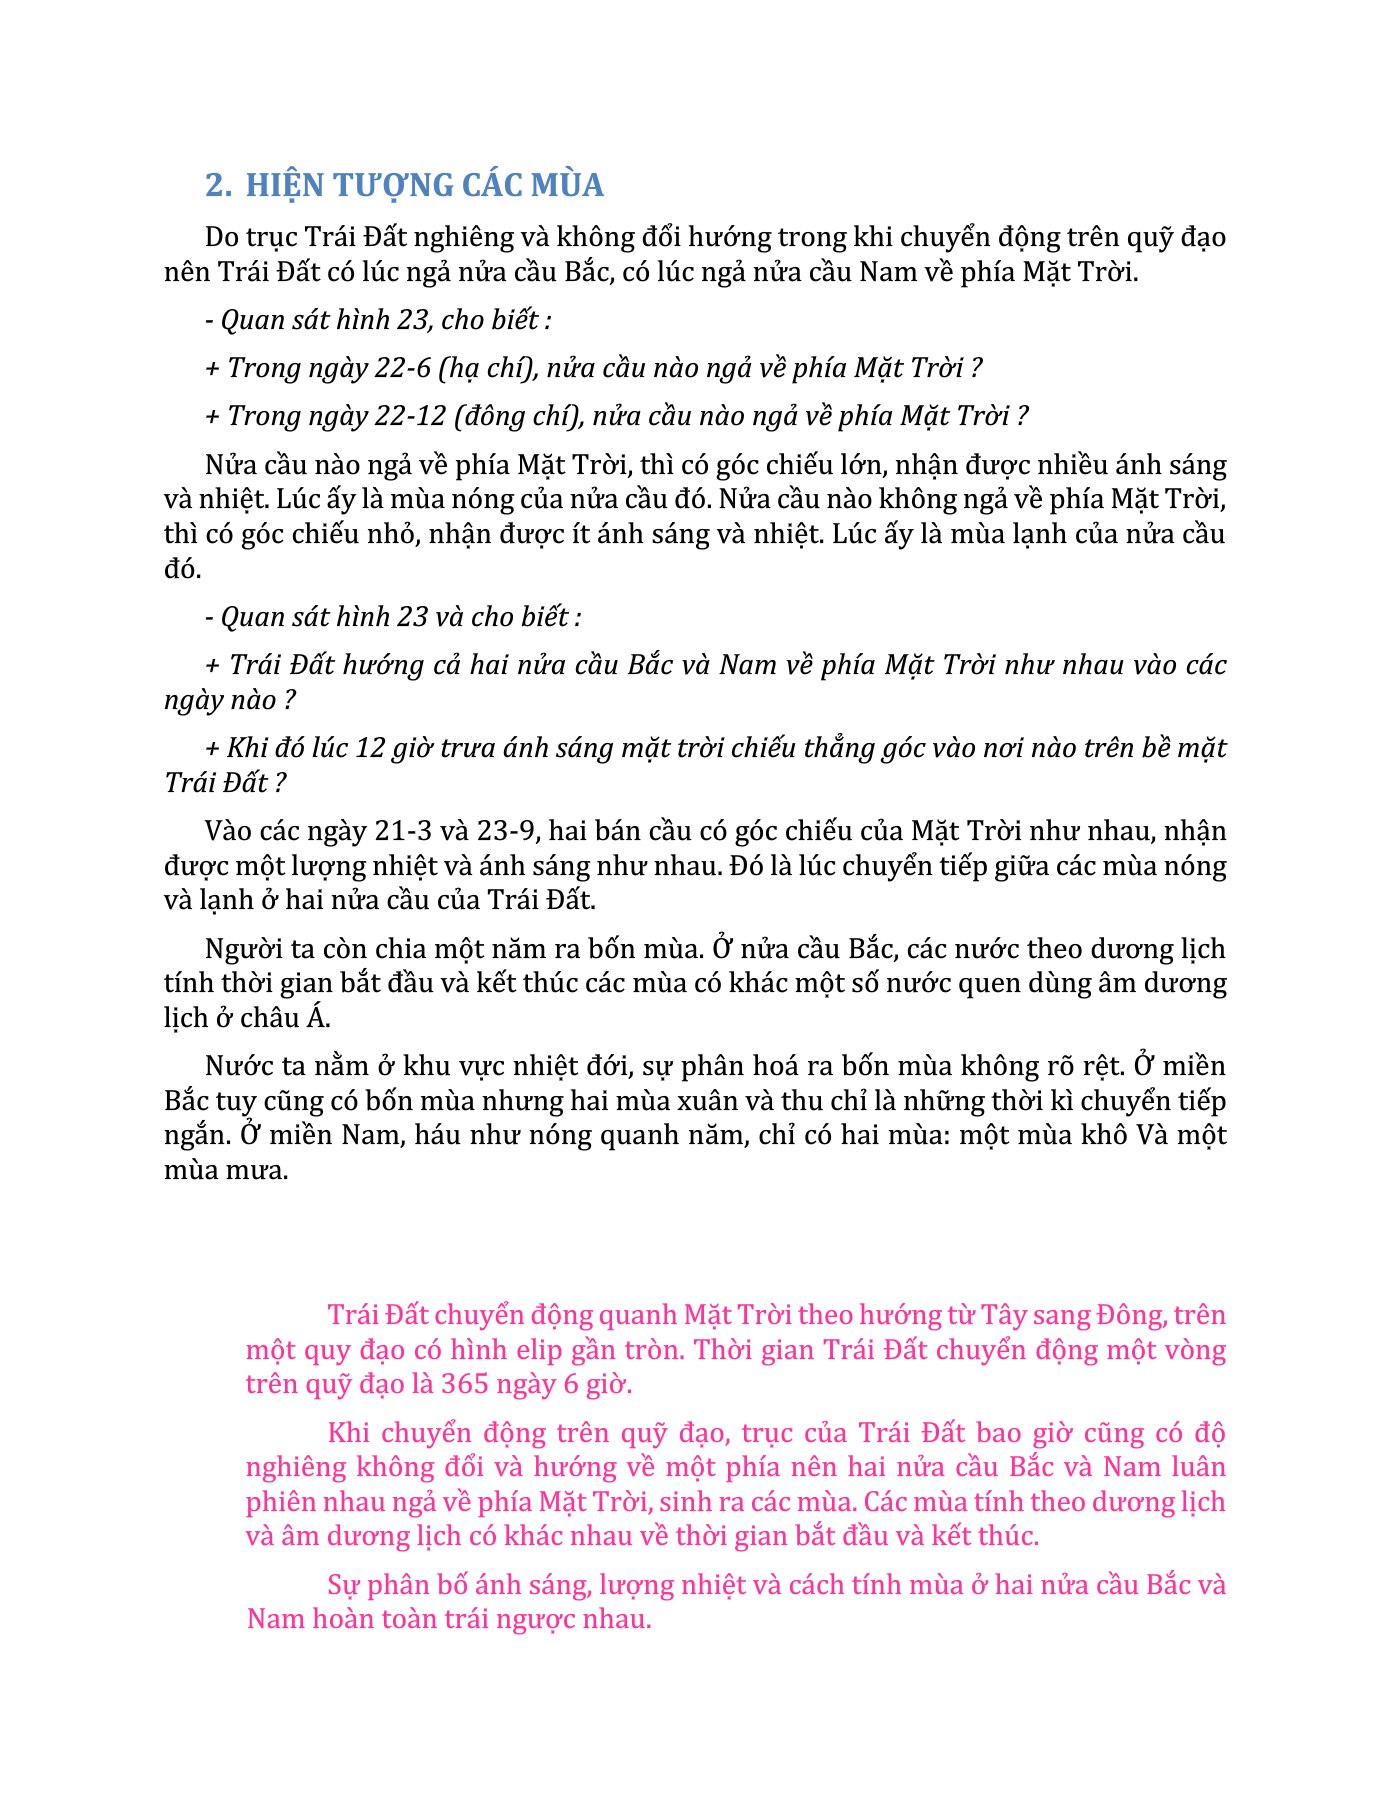 2. HIỆN TƯỢNG CÁC MÙA
Do trục Trái Đất nghiêng và không đổi hướng trong khi chuyển động trên quỹ đạo
nên Trái Đất có lúc ngả nửa cầu Bắc, có lúc ngả nửa cầu Nam về phía Mặt Trời.
- Quan sát hình 23, cho biết :
+ Trong ngày 22-6 (hạ chí), nửa cầu nào ngả về phía Mặt Trời ?
+ Trong ngày 22-12 (đông chí), nửa cầu nào ngả về phía Mặt Trời ?
Nửa cầu nào ngả về phía Mặt Trời, thì có góc chiếu lớn, nhận được nhiều ánh sáng
và nhiệt. Lúc ấy là mùa nóng của nửa cầu đó. Nửa cầu nào không ngả về phía Mặt Trời,
thì có góc chiếu nhỏ, nhận được ít ánh sáng và nhiệt. Lúc ấy là mùa lạnh của nửa cầu
đó.
- Quan sát hình 23 và cho biết :
+ Trái Đất hướng cả hai nửa cầu Bắc và Nam về phía Mặt Trời như nhau vào các
ngày nào ?
+ Khi đó lúc 12 giờ trưa ánh sáng mặt trời chiếu thẳng góc vào nơi nào trên bề mặt
Trái Đất ?
Vào các ngày 21-3 và 23-9, hai bán cầu có góc chiếu của Mặt Trời như nhau, nhận
được một lượng nhiệt và ánh sáng như nhau. Đó là lúc chuyển tiếp giữa các mùa nóng
và lạnh ở hai nửa cầu của Trái Đất.
Người ta còn chia một năm ra bốn mùa. Ở nửa cầu Bắc, các nước theo dương lịch
tính thời gian bắt đầu và kết thúc các mùa có khác một số nước quen dùng âm dương
lịch ở châu Á.
Nước ta nằm ở khu vực nhiệt đới, sự phân hoá ra bốn mùa không rõ rệt. Ở miền
Bắc tuy cũng có bốn mùa nhưng hai mùa xuân và thu chỉ là những thời kì chuyển tiếp
ngắn. Ở miền Nam, háu như nóng quanh năm, chỉ có hai mùa: một mùa khô Và một
mùa mưa.
Trái Đất chuyển động quanh Mặt Trời theo hướng từ Tây sang Đông, trên
một quy đạo có hình elip gần tròn. Thời gian Trái Đất chuyển động một vòng
trên quỹ đạo là 365 ngày 6 giờ.
Khi chuyển động trên quỹ đạo, trục của Trái Đất bao giờ cũng có độ
nghiêng không đổi và hướng về một phía nên hai nửa cầu Bắc và Nam luân
phiên nhau ngả về phía Mặt Trời, sinh ra các mùa. Các mùa tính theo dương lịch
và âm dương lịch có khác nhau về thời gian bắt đầu và kết thúc.
Sự phân bố ánh sáng, lượng nhiệt và cách tính mùa ở hai nửa cầu Bắc và
Nam hoàn toàn trái ngược nhau.